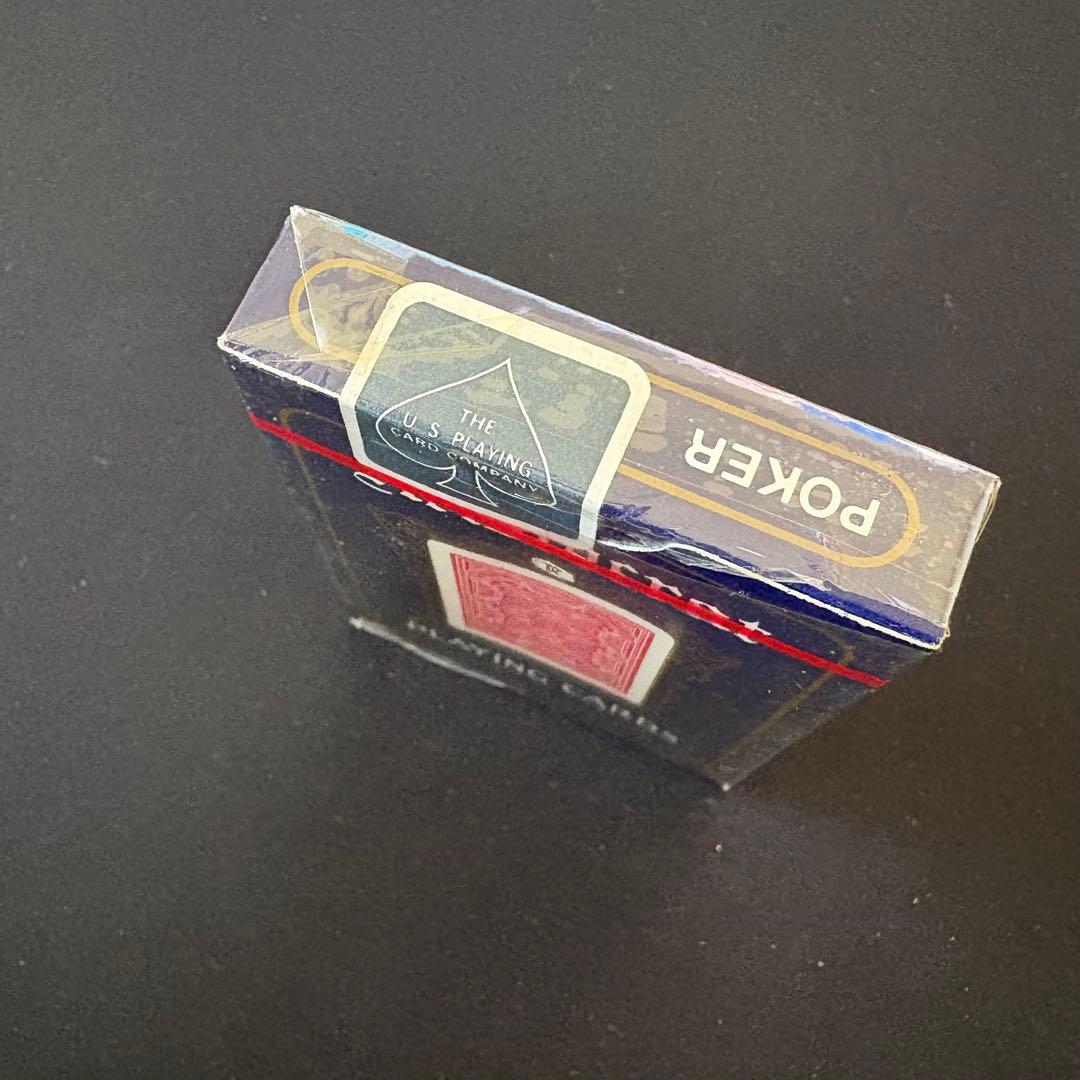 THE
U S PLAYING
CARD COMPANY
POKER
PLAYING CARDS